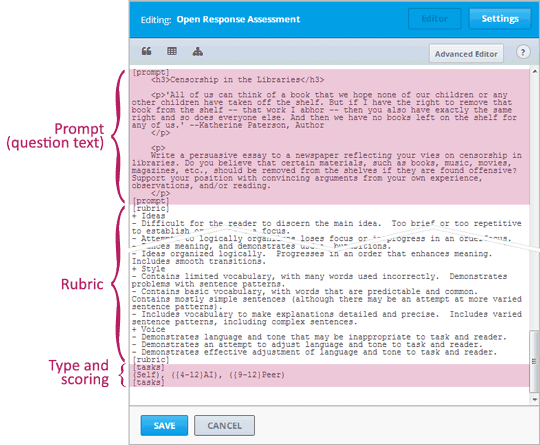 Editing: Open Response Assessment
Editor
Settings
Advanced Editor
?
Prompt
(question text)
[prompt]
<h3>Censorship in the Libraries</h3>
<p>'All of us can think of a book that we hope none of our children or any
other children have taken off the shelf. But if I have the right to remove that
book from the shelf -- that work I abhor -- then you also have exactly the same
right and so does everyone else. And then we have no books left on the shelf for
any of us.' --Katherine Paterson, Author
</p>
<p>
Write a persuasive essay to a newspaper reflecting your vies on censorship in
libraries. Do you believe that certain materials, such as books, music, movies,
magazines, etc., should be removed from the shelves if they are found offensive?
Support your position with convincing arguments from your own experience,
observations, and/or reading.
</p>
[prompt]
Rubric
[rubric]
+ Ideas
- Difficult for the reader to discern the main idea.  Too brief or too repetitive
to establish or a focus.
- to logically loses focus or progress in an
meaning, and
- Ideas organized logically.  Progresses in an order that enhances meaning.
Includes smooth transitions.
+ Style
- Contains limited vocabulary, with many words used incorrectly.  Demonstrates
problems with sentence patterns.
- Contains basic vocabulary, with words that are predictable and common.
Contains mostly simple sentences (although there may be an attempt at more varied
sentence patterns).
- Includes vocabulary to make explanations detailed and precise.  Includes varied
sentence patterns, including complex sentences.
+ Voice
- Demonstrates language and tone that may be inappropriate to task and reader.
- Demonstrates an attempt to adjust language and tone to task and reader.
- Demonstrates effective adjustment of language and tone to task and reader.
[rubric]
Type and
scoring
[tasks]
(Self), ({4-12}AI), ({9-12}Peer)
[tasks]
SAVE
CANCEL